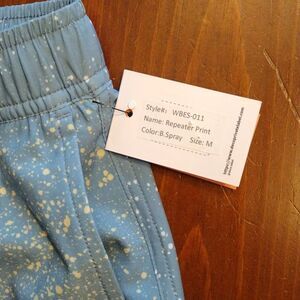 Style#: WBES-011
Name: Repeater Print
Color:B.Spray Size: M